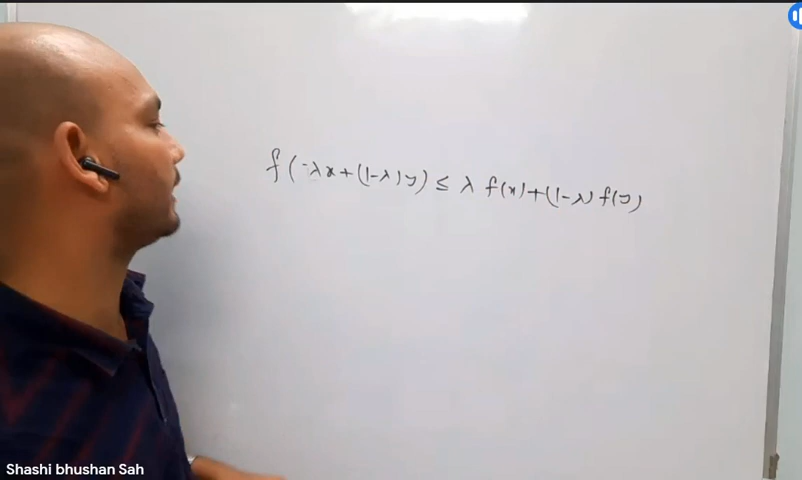 f(λx+(1-λ)y) ≤ λ f(x)+(1-λ) f(y)
Shashi bhushan Sah